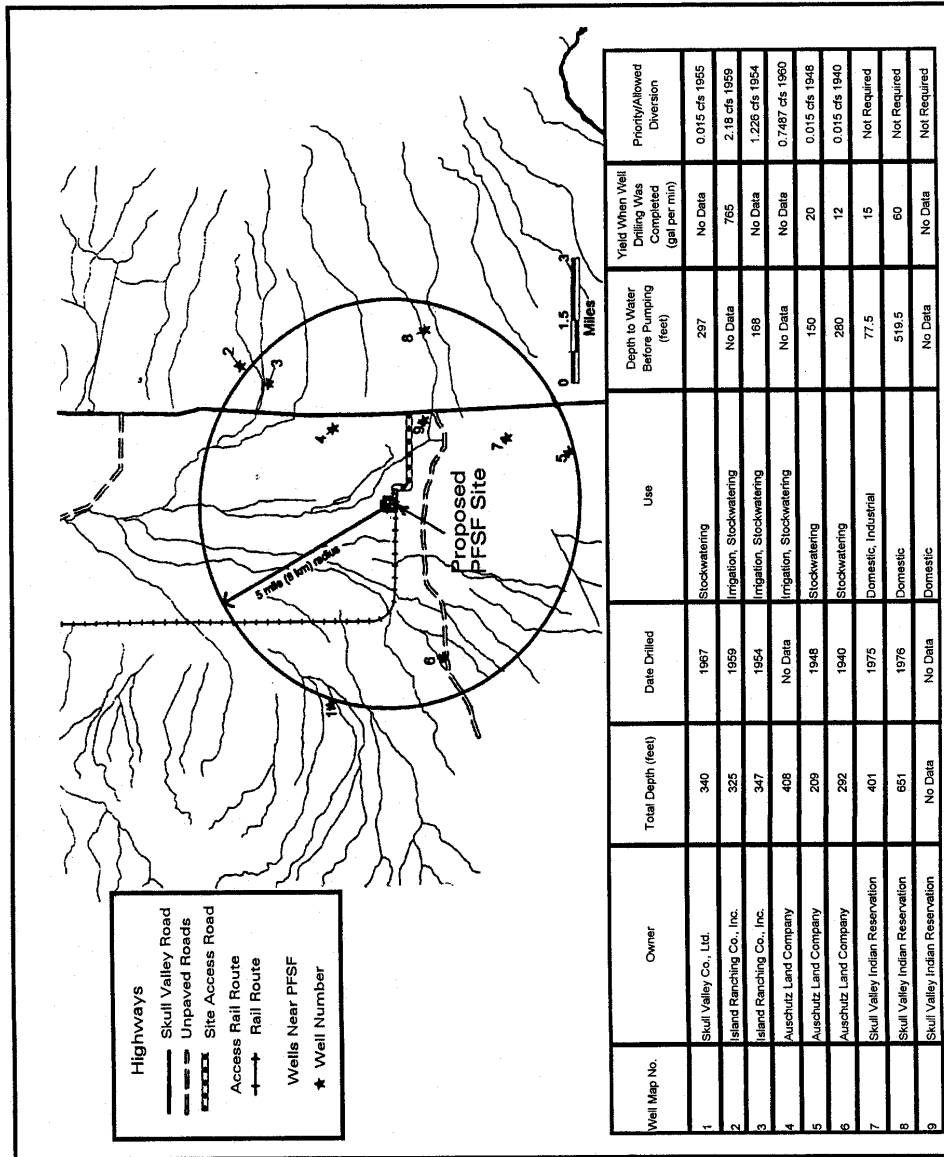 Highways
Skull Valley Road
Unpaved Roads
Site Access Road
Access Rail Route
Rail Route
Wells Near PFSF
Well Number
1
2
3
4
5
6
7
8
9
5 mile (8 km) radius
Proposed
PFSF Site
0 1.5 3
Miles
Well Map No. Owner Total Depth (feet) Date Drilled Use Depth to Water Before Pumping (feet) Yield When Well Drilling Was Completed (gal per min) Priority/Allowed Diversion
1 Skull Valley Co., Ltd. 340 1967 Stockwatering 297 No Data 0.015 cfs 1955
2 Island Ranching Co., Inc. 325 1959 Irrigation, Stockwatering No Data 765 2.18 cfs 1959
3 Island Ranching Co., Inc. 347 1954 Irrigation, Stockwatering 168 No Data 1.226 cfs 1954
4 Auschutz Land Company 408 No Data Irrigation, Stockwatering No Data No Data 0.7487 cfs 1960
5 Auschutz Land Company 209 1948 Stockwatering 150 20 0.015 cfs 1948
6 Auschutz Land Company 292 1940 Stockwatering 280 12 0.015 cfs 1940
7 Skull Valley Indian Reservation 401 1975 Domestic, Industrial 77.5 15 Not Required
8 Skull Valley Indian Reservation 651 1976 Domestic 519.5 60 Not Required
9 Skull Valley Indian Reservation No Data No Data Domestic No Data No Data Not Required